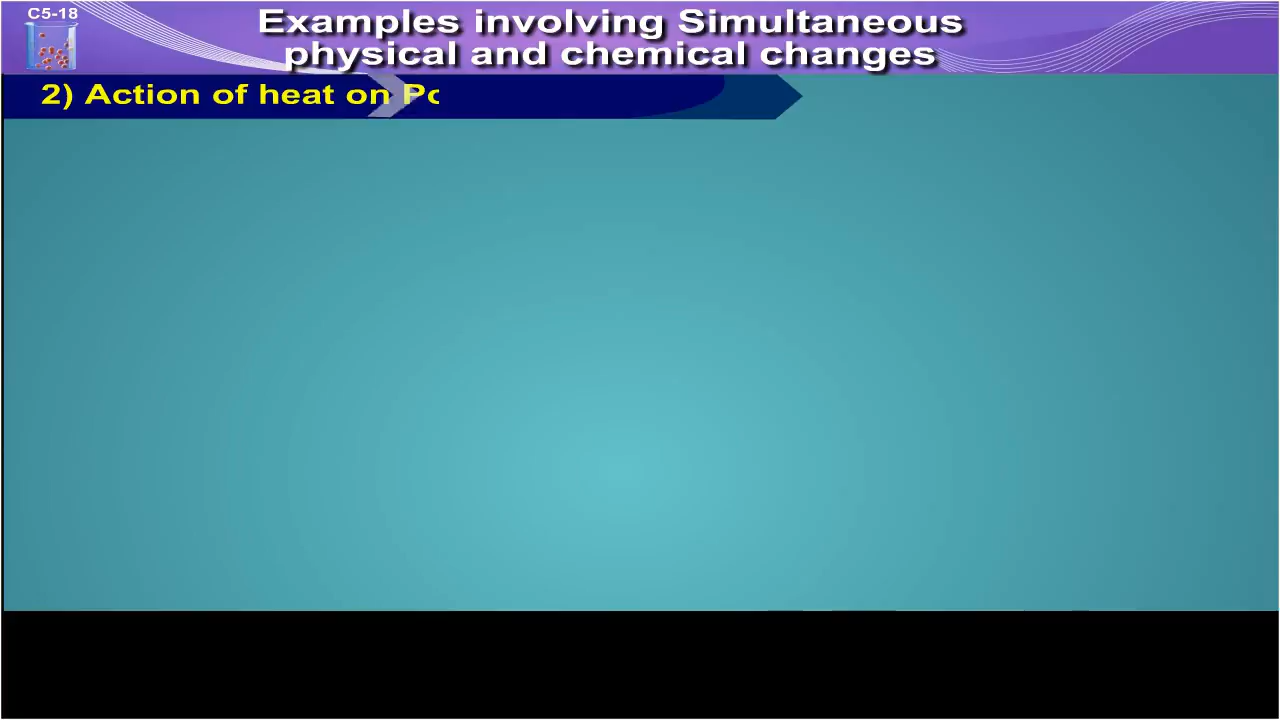 C5-18
Examples involving Simultaneous
physical and chemical changes
2) Action of heat on